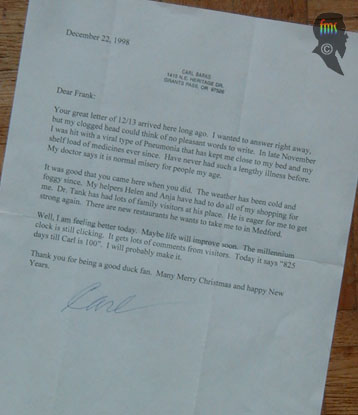 fms
©
December 22, 1998
CARL BARKS
1413 N.E. HERITAGE DR.
GRANTS PASS, OR 97526
Dear Frank:
Your great letter of 12/13 arrived here long ago. I wanted to answer right away,
but my clogged head could think of no pleasant words to write. In late November
I was hit with a viral type of Pneumonia that has kept me close to my bed and my
shelf load of medicines ever since. Have never had such a lengthy illness before.
My doctor says it is normal misery for people my age.
It was good that you came here when you did. The weather has been cold and
foggy since. My helpers Helen and Anja have had to do all of my shopping for
me. Dr. Tank has had lots of family visitors at his place. He is eager for me to get
strong again. There are new restaurants he wants to take me to in Medford.
Well, I am feeling better today. Maybe life will improve soon. The millennium
clock is still clicking. It gets lots of comments from visitors. Today it says "825
days till Carl is 100". I will probably make it.
Thank you for being a good duck fan. Many Merry Christmas and happy New
Years.
Carl